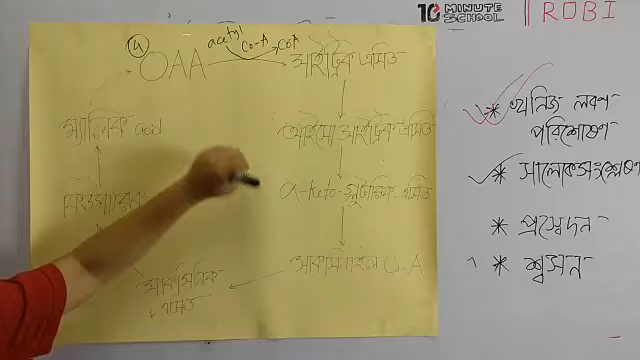 10 MINUTE SCHOOL
ROBI
(4)
OAA
acetyl Co-A
CoA
সাইট্রিক এসিড
ম্যালিক acid
আইসো সাইট্রিক এসিড
α-keto গ্লুটারিক এসিড
সাকসিনাইল Co-A
সাকসিনিক
এসিড
* খনিজ লবণ
পরিশোষণ
* সালোকসংশ্লেষণ
* প্রস্বেদন
* শ্বসন